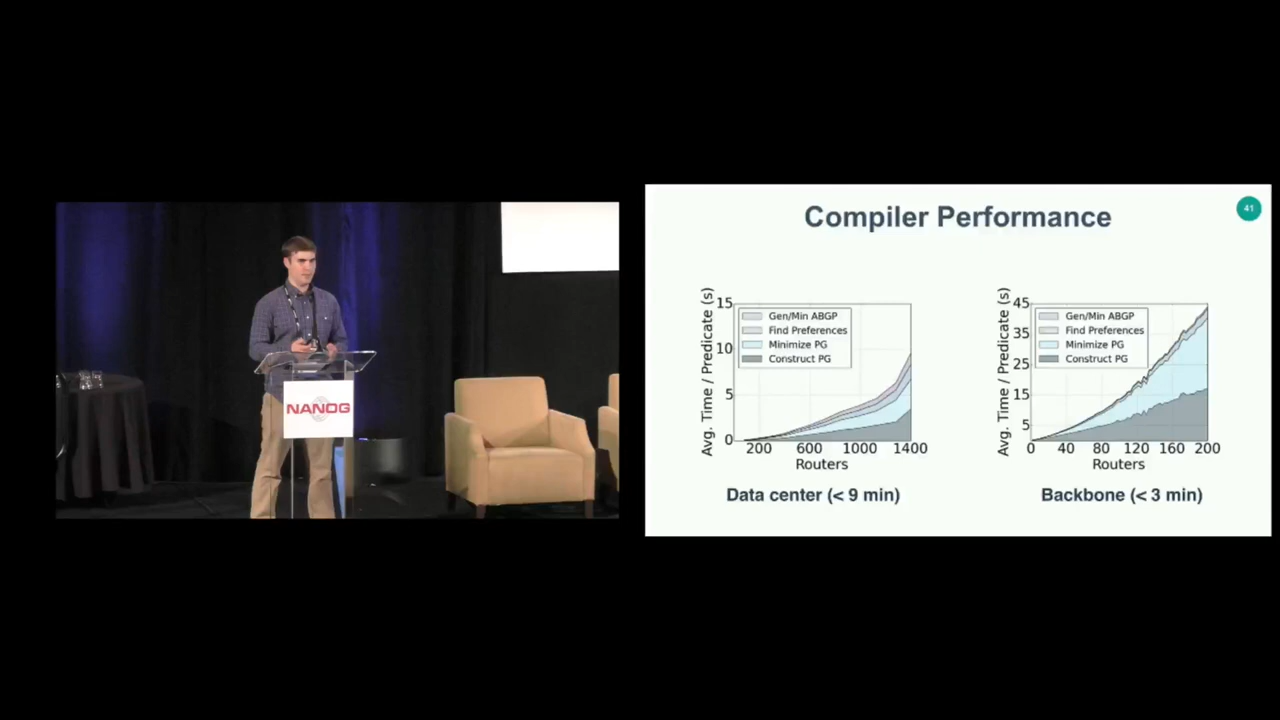 NANOG
Compiler Performance
41
Avg. Time / Predicate (s)
15
10
5
0
Gen/Min ABGP
Find Preferences
Minimize PG
Construct PG
200 600 1000 1400
Routers
Data center (< 9 min)
Avg. Time / Predicate (s)
45
35
25
15
5
Gen/Min ABGP
Find Preferences
Minimize PG
Construct PG
0 40 80 120 160 200
Routers
Backbone (< 3 min)